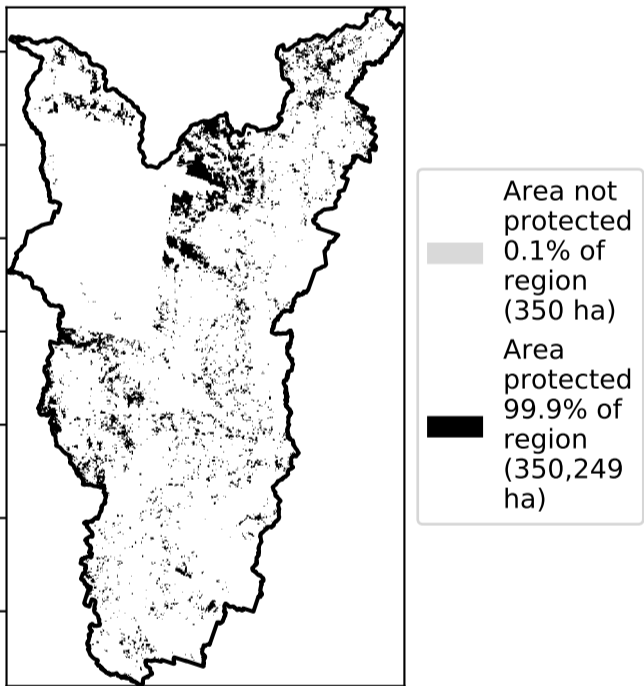 Area not
protected
0.1% of
region
(350 ha)
Area
protected
99.9% of
region
(350,249
ha)